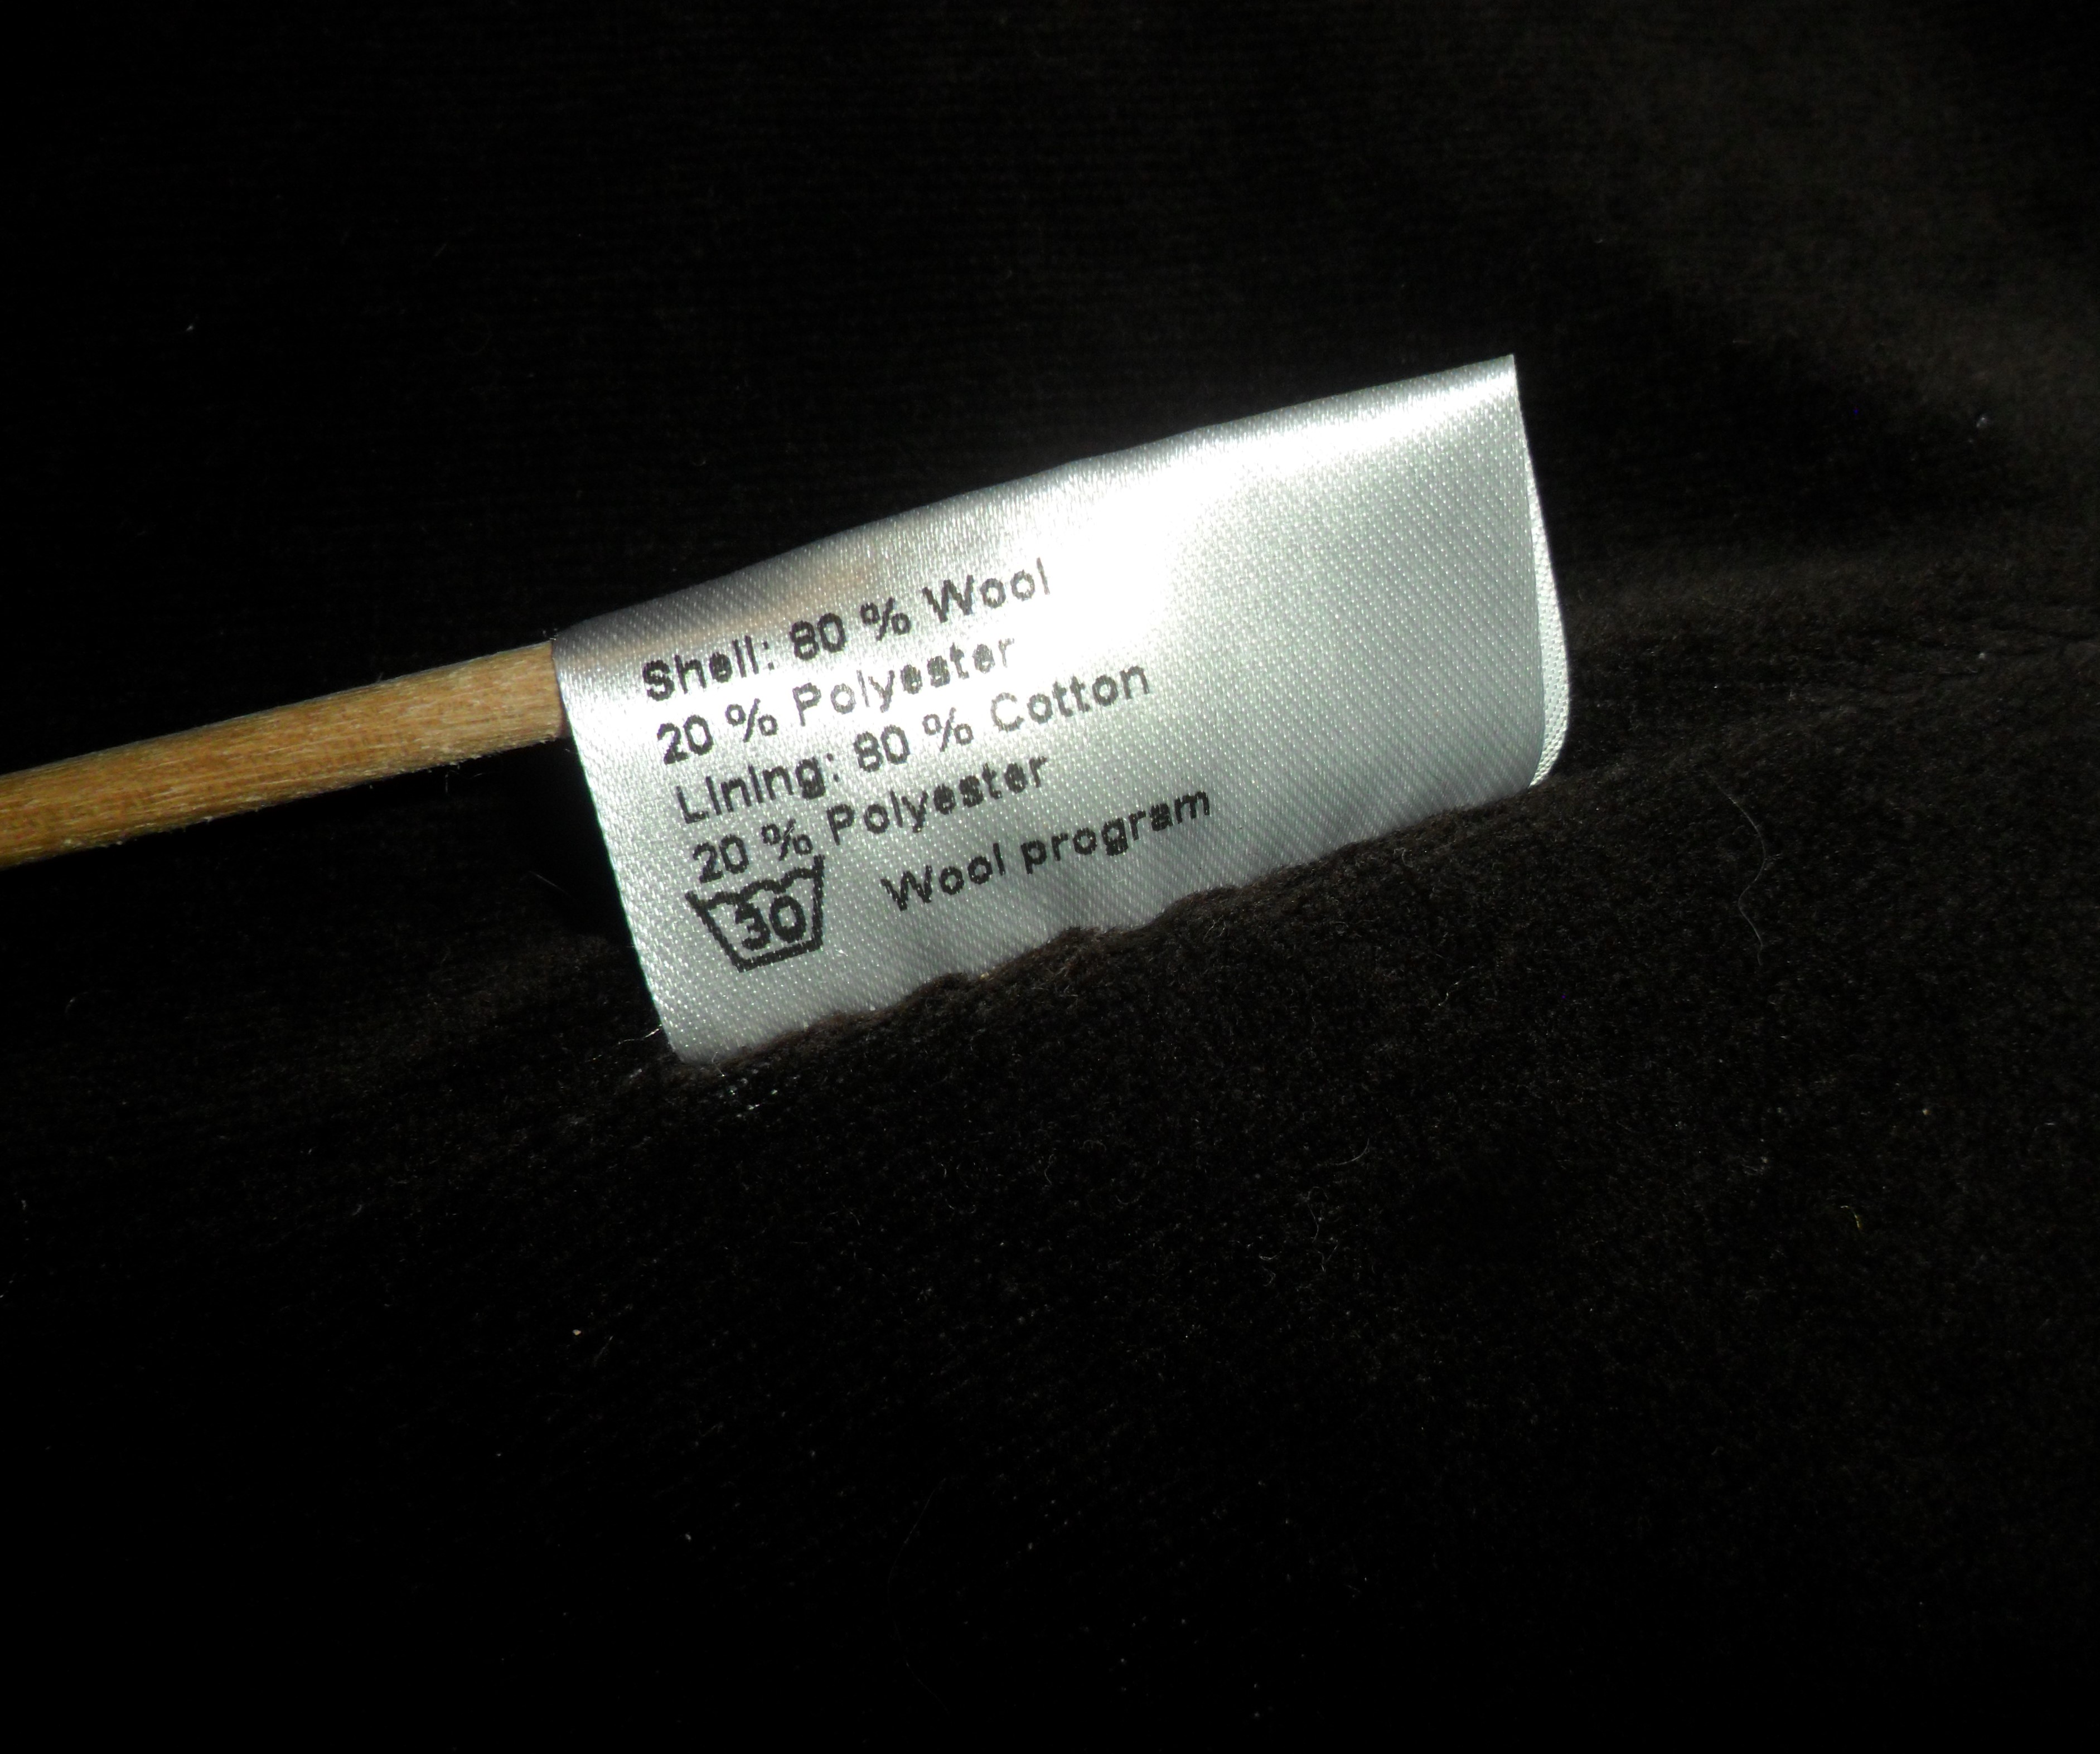 Shell: 80 % Wool
20 % Polyester
Lining: 80 % Cotton
20 % Polyester
30 Wool program